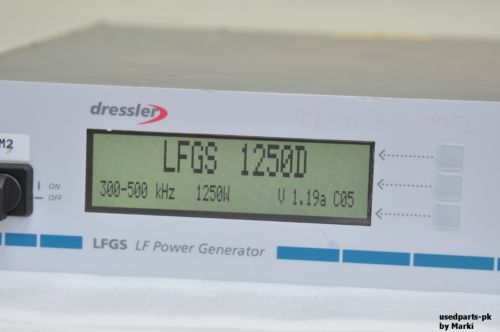 dressler
M2
LFGS 1250D
ON
300-500 kHz 1250W V 1.19a C05
OFF
LFGS LF Power Generator
usedparts-pk
by Marki